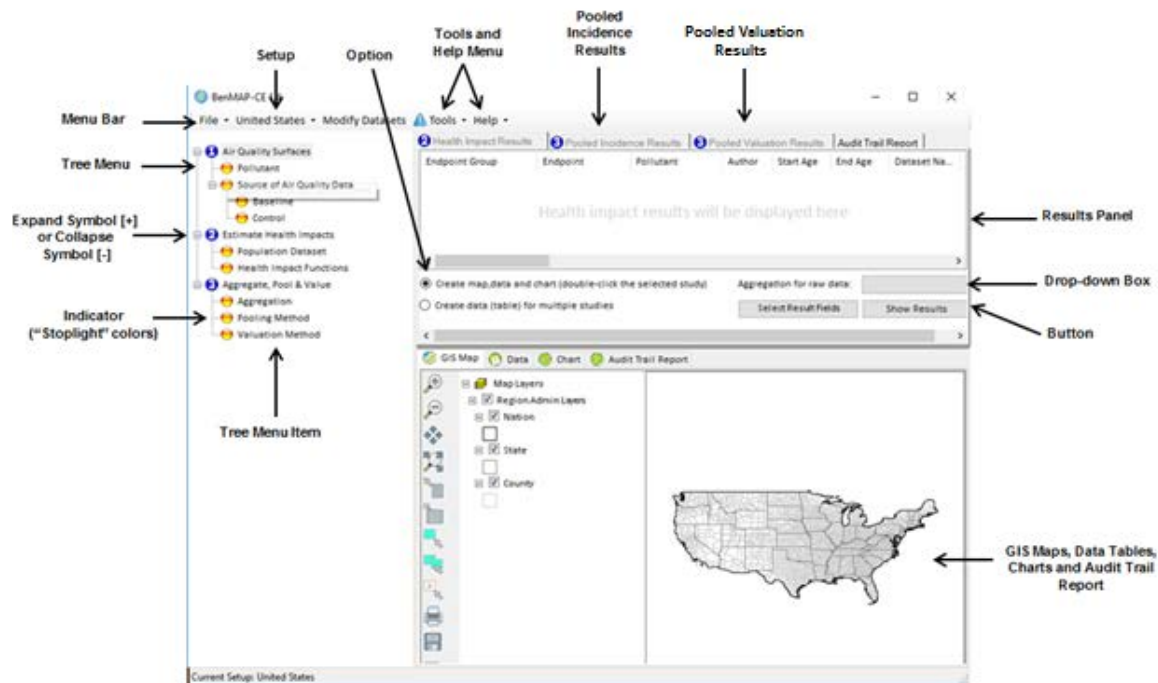 Pooled
Incidence
Results
Pooled Valuation
Results
Tools and
Help Menu
Setup
Option
BenMAP-CE
Menu Bar
File United States Modify Datasets Tools Help
Tree Menu
Expand Symbol [+]
or Collapse
Symbol [-]
Indicator
("Stoplight" colors)
Tree Menu Item
1 Air Quality Surfaces
Pollutant
Source of Air Quality Data
Baseline
Control
2 Estimate Health Impacts
Population Dataset
Health Impact Functions
3 Aggregate, Pool & Value
Aggregation
Pooling Method
Valuation Method
2 Health Impact Results 3 Pooled Incidence Results 3 Pooled Valuation Results Audit Trail Report
Endpoint Group Endpoint Pollutant Author Start Age End Age Dataset Na...
Health impact results will be displayed here
Results Panel
Create map,data and chart (double-click the selected study) Aggregation for raw data:
Drop-down Box
Create data (table) for multiple studies Select Result Fields Show Results
Button
GIS Map Data Chart Audit Trail Report
Map Layers
Region Admin Layers
Nation
State
County
GIS Maps, Data Tables,
Charts and Audit Trail
Report
Current Setup: United States